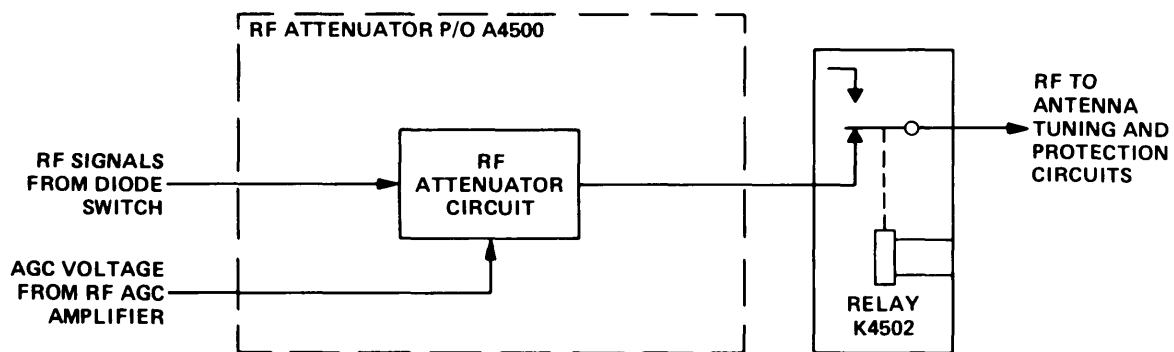 RF ATTENUATOR P/O A4500
RF SIGNALS
FROM DIODE
SWITCH
RF
ATTENUATOR
CIRCUIT
RF TO
ANTENNA
TUNING AND
PROTECTION
CIRCUITS
AGC VOLTAGE
FROM RF AGC
AMPLIFIER
RELAY
K4502